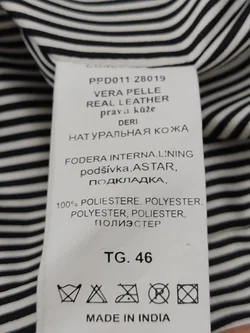 PPD011 28019
VERA PELLE
REAL LEATHER
pravá kůže
DERI
НАТУРАЛЬНАЯ КОЖА
FODERA INTERNA.LINING
podšívka,ASTAR,
ПОДКЛАДКА,
100% POLIESTERE, POLYESTER,
POLYESTER, POLIESTER,
ПОЛИЭСТЕР
TG. 46
MADE IN INDIA